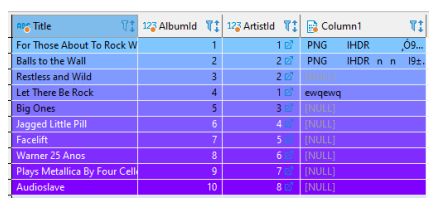 Title AlbumId ArtistId Column1
For Those About To Rock W 1 1 PNG IHDR ,Ö9...
Balls to the Wall 2 2 PNG IHDR n n I9±.
Restless and Wild 3 2 [NULL]
Let There Be Rock 4 1 ewqewq
Big Ones 5 3 [NULL]
Jagged Little Pill 6 4 [NULL]
Facelift 7 5 [NULL]
Warner 25 Anos 8 6 [NULL]
Plays Metallica By Four Cell 9 7 [NULL]
Audioslave 10 8 [NULL]